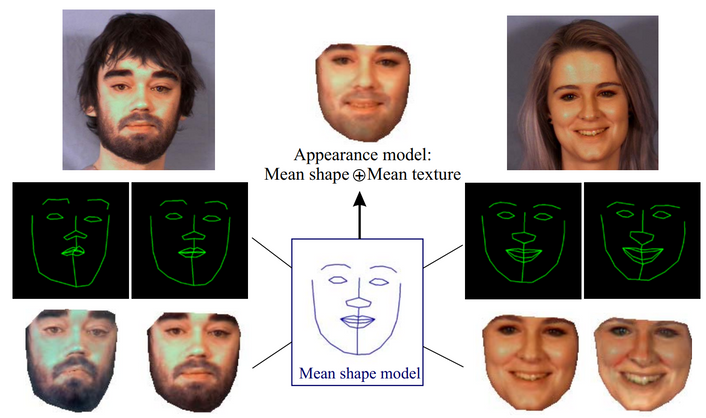 Appearance model:
Mean shape ⊕ Mean texture
Mean shape model